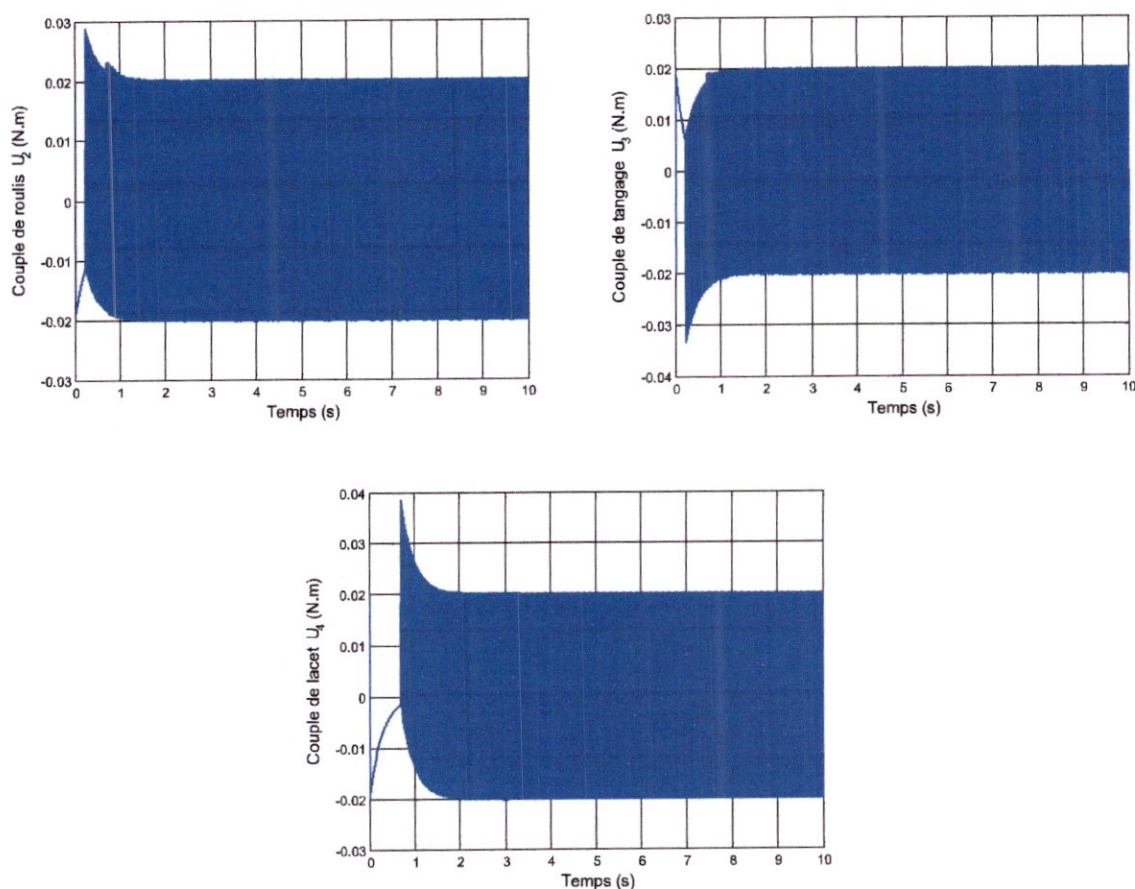 0.03
0.02
0.01
0
-0.01
-0.02
-0.03
Couple de roulis U2 (N.m)
0 1 2 3 4 5 6 7 8 9 10
Temps (s)
0.03
0.02
0.01
0
-0.01
-0.02
-0.03
-0.04
Couple de tangage U3 (N.m)
0 1 2 3 4 5 6 7 8 9 10
Temps (s)
0.04
0.03
0.02
0.01
0
-0.01
-0.02
-0.03
Couple de lacet U4 (N.m)
0 1 2 3 4 5 6 7 8 9 10
Temps (s)